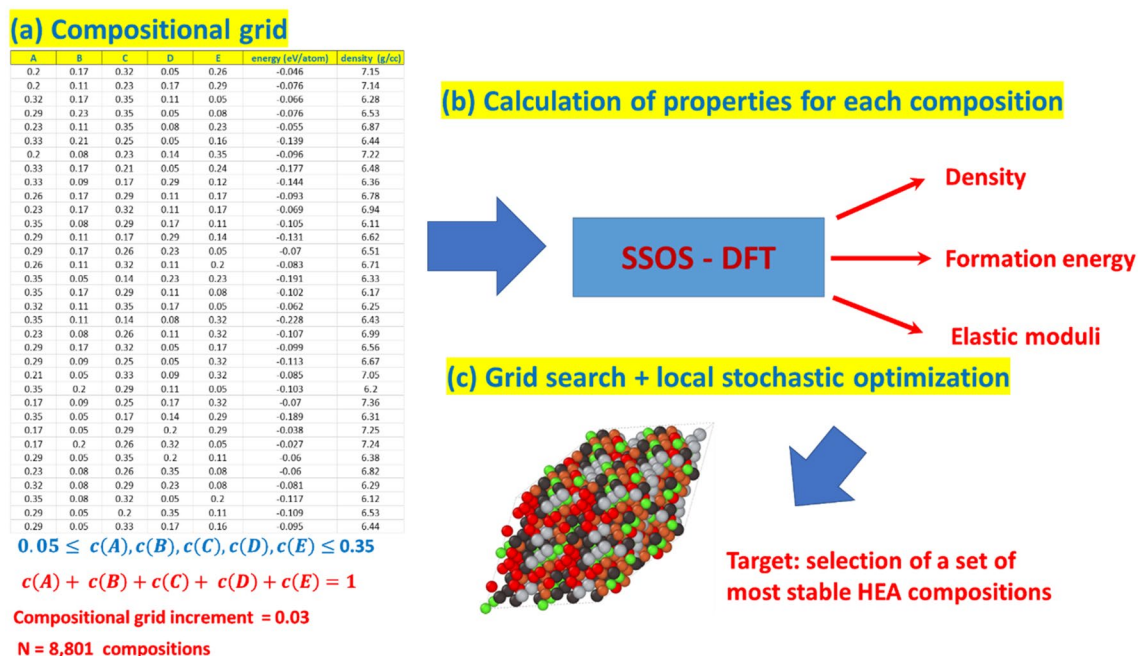 (a) Compositional grid
A B C D E energy (eV/atom) density (g/cc)
0.2 0.17 0.32 0.05 0.26 -0.046 7.15
0.2 0.11 0.23 0.17 0.29 -0.076 7.14
0.32 0.17 0.35 0.11 0.05 -0.066 6.28
0.29 0.23 0.35 0.05 0.08 -0.076 6.53
0.23 0.11 0.35 0.08 0.23 -0.055 6.87
0.33 0.21 0.25 0.05 0.16 -0.139 6.44
0.2 0.08 0.23 0.14 0.35 -0.096 7.22
0.33 0.17 0.21 0.05 0.24 -0.177 6.48
0.33 0.09 0.17 0.29 0.12 -0.144 6.36
0.26 0.17 0.29 0.11 0.17 -0.093 6.78
0.23 0.17 0.32 0.11 0.17 -0.069 6.94
0.35 0.08 0.29 0.17 0.11 -0.105 6.11
0.29 0.11 0.17 0.29 0.14 -0.131 6.62
0.29 0.17 0.26 0.23 0.05 -0.07 6.51
0.26 0.11 0.32 0.11 0.2 -0.083 6.71
0.35 0.05 0.14 0.23 0.23 -0.191 6.33
0.35 0.17 0.29 0.11 0.08 -0.102 6.17
0.32 0.11 0.35 0.17 0.05 -0.062 6.25
0.35 0.11 0.14 0.08 0.32 -0.228 6.43
0.23 0.08 0.26 0.11 0.32 -0.107 6.99
0.29 0.17 0.32 0.05 0.17 -0.099 6.56
0.29 0.09 0.25 0.05 0.32 -0.113 6.67
0.21 0.05 0.33 0.09 0.32 -0.085 7.05
0.35 0.2 0.29 0.11 0.05 -0.103 6.2
0.17 0.09 0.25 0.17 0.32 -0.07 7.36
0.35 0.05 0.17 0.14 0.29 -0.189 6.31
0.17 0.05 0.29 0.2 0.29 -0.038 7.25
0.17 0.2 0.26 0.32 0.05 -0.027 7.24
0.29 0.05 0.35 0.2 0.11 -0.06 6.38
0.23 0.08 0.26 0.35 0.08 -0.06 6.82
0.32 0.08 0.29 0.23 0.08 -0.081 6.29
0.35 0.08 0.32 0.05 0.2 -0.117 6.12
0.29 0.05 0.2 0.35 0.11 -0.109 6.53
0.29 0.05 0.33 0.17 0.16 -0.095 6.44
0.05 ≤ c(A), c(B), c(C), c(D), c(E) ≤ 0.35
c(A) + c(B) + c(C) + c(D) + c(E) = 1
Compositional grid increment = 0.03
N = 8,801 compositions
(b) Calculation of properties for each composition
SSOS - DFT
Density
Formation energy
Elastic moduli
(c) Grid search + local stochastic optimization
Target: selection of a set of
most stable HEA compositions